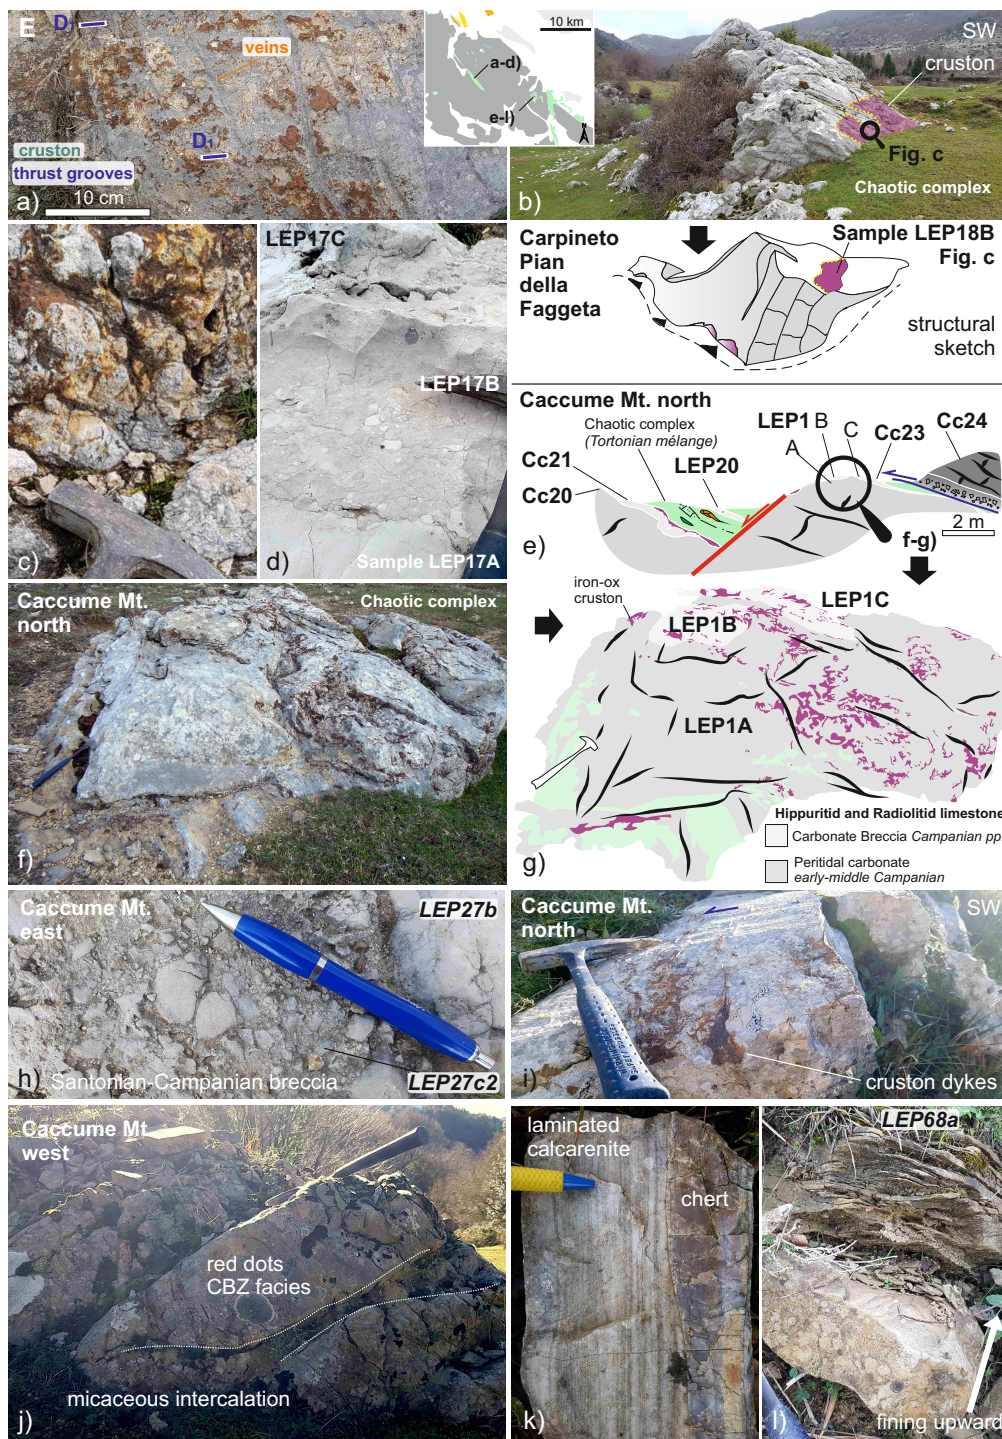 E
D₁
veins
D₁
cruston
thrust grooves
10 cm
a)
10 km
a-d)
e-l)
N
SW
cruston
Fig. c
Chaotic complex
b)
c)
LEP17C
LEP17B
Sample LEP17A
d)
Carpineto
Pian
della
Faggeta
Sample LEP18B
Fig. c
structural
sketch
Caccume Mt. north
Chaotic complex
(Tortonian mélange)
LEP1
A
B
C
Cc24
Cc23
Cc21
LEP20
Cc20
2 m
e)
f-g)
Caccume Mt.
north
Chaotic complex
f)
iron-ox
cruston
LEP1C
LEP1B
LEP1A
Hippuritid and Radiolitid limestone
Carbonate Breccia Campanian pp
Peritidal carbonate
early-middle Campanian
g)
Caccume Mt.
east
LEP27b
h)
Santonian-Campanian breccia
LEP27c2
Caccume Mt.
north
SW
i)
cruston dykes
Caccume Mt
west
red dots
CBZ facies
micaceous intercalation
j)
laminated
calcarenite
chert
k)
LEP68a
l)
fining upward